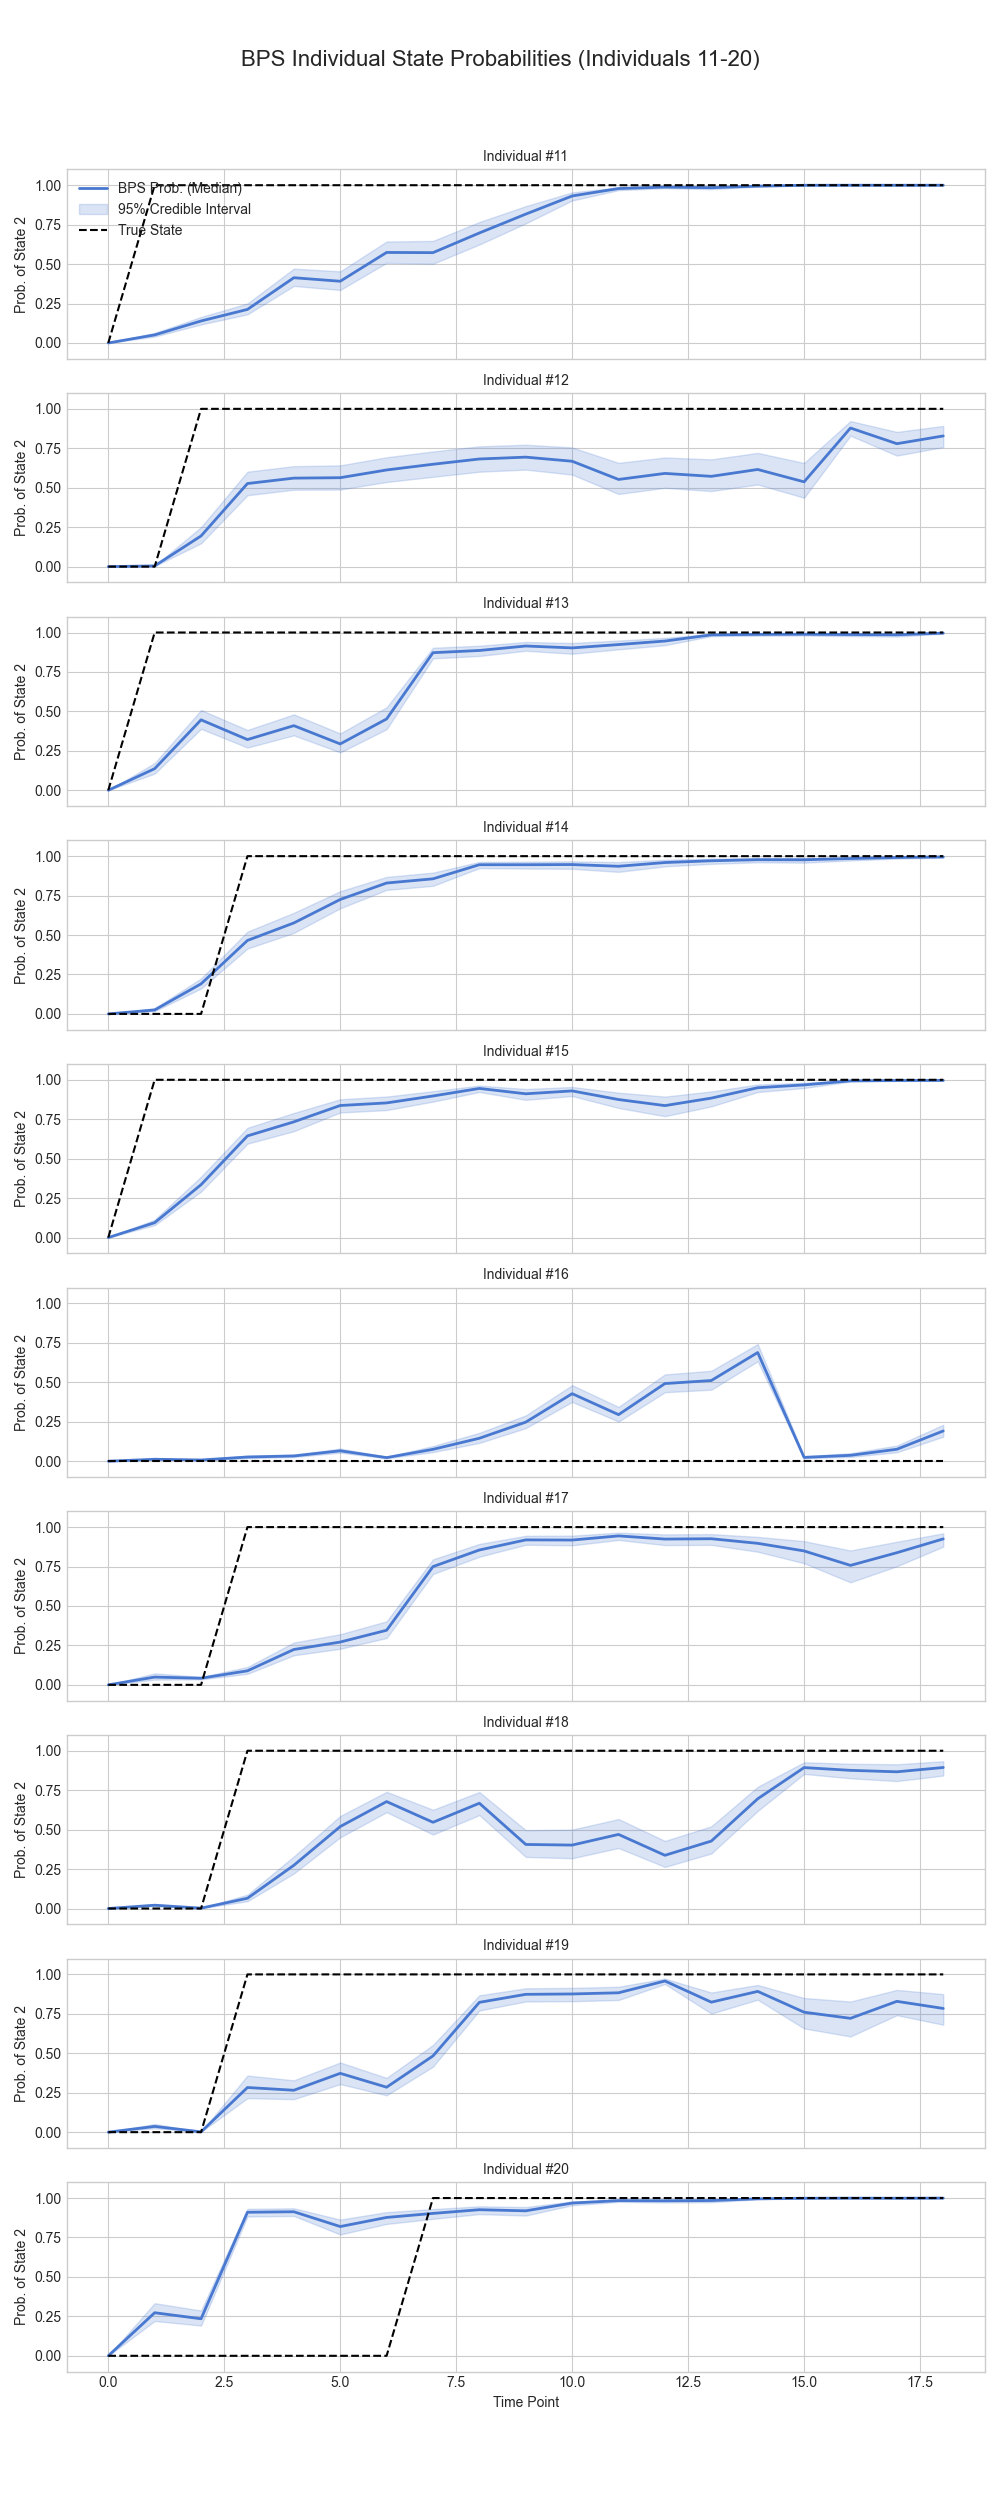 BPS Individual State Probabilities (Individuals 11-20)
Individual #11
Prob. of State 2
1.00
0.75
0.50
0.25
0.00
BPS Prob. (Median)
95% Credible Interval
True State
Individual #12
Prob. of State 2
1.00
0.75
0.50
0.25
0.00
Individual #13
Prob. of State 2
1.00
0.75
0.50
0.25
0.00
Individual #14
Prob. of State 2
1.00
0.75
0.50
0.25
0.00
Individual #15
Prob. of State 2
1.00
0.75
0.50
0.25
0.00
Individual #16
Prob. of State 2
1.00
0.75
0.50
0.25
0.00
Individual #17
Prob. of State 2
1.00
0.75
0.50
0.25
0.00
Individual #18
Prob. of State 2
1.00
0.75
0.50
0.25
0.00
Individual #19
Prob. of State 2
1.00
0.75
0.50
0.25
0.00
Individual #20
Prob. of State 2
1.00
0.75
0.50
0.25
0.00
0.0 2.5 5.0 7.5 10.0 12.5 15.0 17.5
Time Point